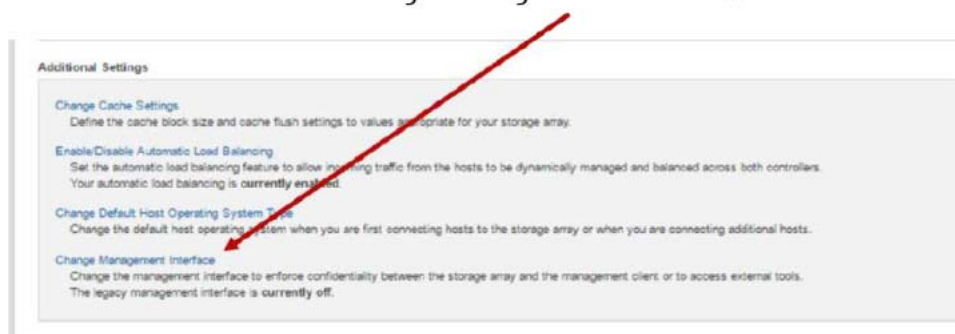 Additional Settings
Change Cache Settings
Define the cache block size and cache flush settings to values appropriate for your storage array.
Enable/Disable Automatic Load Balancing
Set the automatic load balancing feature to allow incoming traffic from the hosts to be dynamically managed and balanced across both controllers.
Your automatic load balancing is currently enabled.
Change Default Host Operating System Type
Change the default host operating system when you are first connecting hosts to the storage array or when you are connecting additional hosts.
Change Management Interface
Change the management interface to enforce confidentiality between the storage array and the management client or to access external tools.
The legacy management interface is currently off.